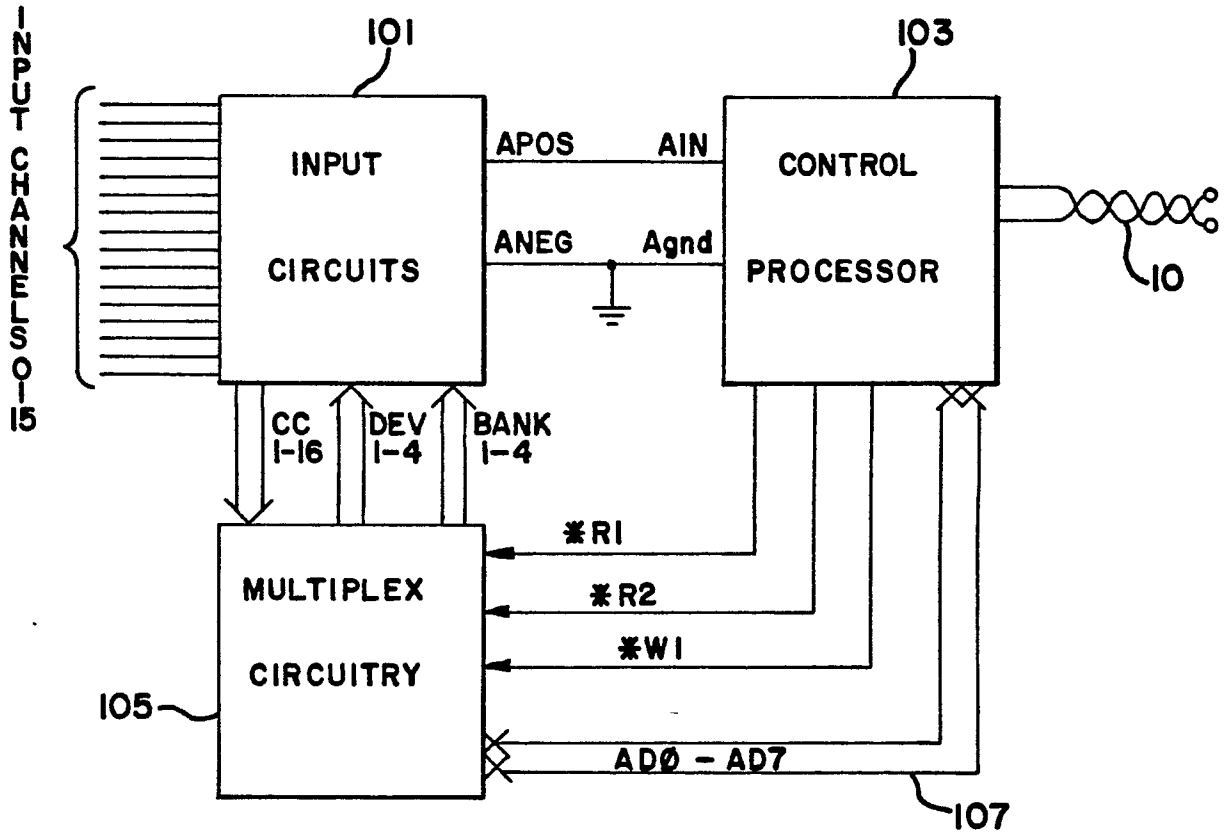 INPUT CHANNELS 0-15
101
103
INPUT
CIRCUITS
APOS
AIN
ANEG
Agnd
CONTROL
PROCESSOR
10
CC
1-16
DEV
1-4
BANK
1-4
*R1
*R2
*W1
MULTIPLEX
CIRCUITRY
105
ADØ - AD7
107